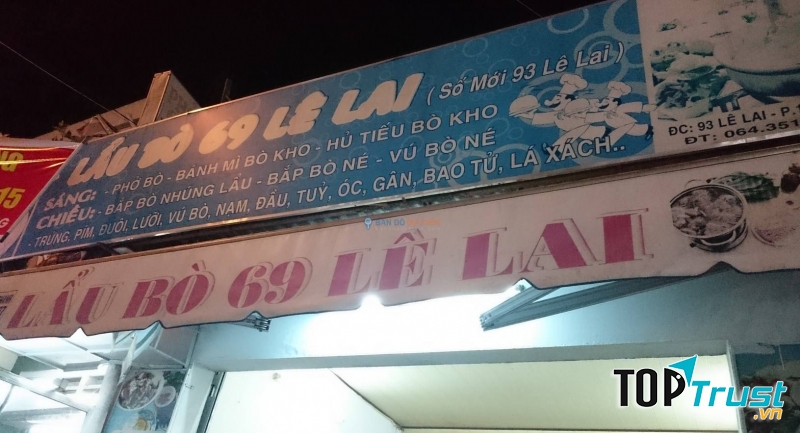 LẨU BÒ 69 LÊ LAI ( Số Mới 93 Lê Lai )
SÁNG: - PHỞ BÒ - BÁNH MÌ BÒ KHO - HỦ TIẾU BÒ KHO
CHIỀU: - BẮP BÒ NHÚNG LẨU - BẮP BÒ NÉ - VÚ BÒ NÉ
- TRỨNG, PÍM, ĐUÔI, LƯỠI, VÚ BÒ, NẠM, ĐẦU, TUỶ, ÓC, GÂN, BAO TỬ, LÁ XÁCH..
ĐC: 93 LÊ LAI - P.
ĐT: 064.351
15
LẨU BÒ 69 LÊ LAI
TOPTrust.vn